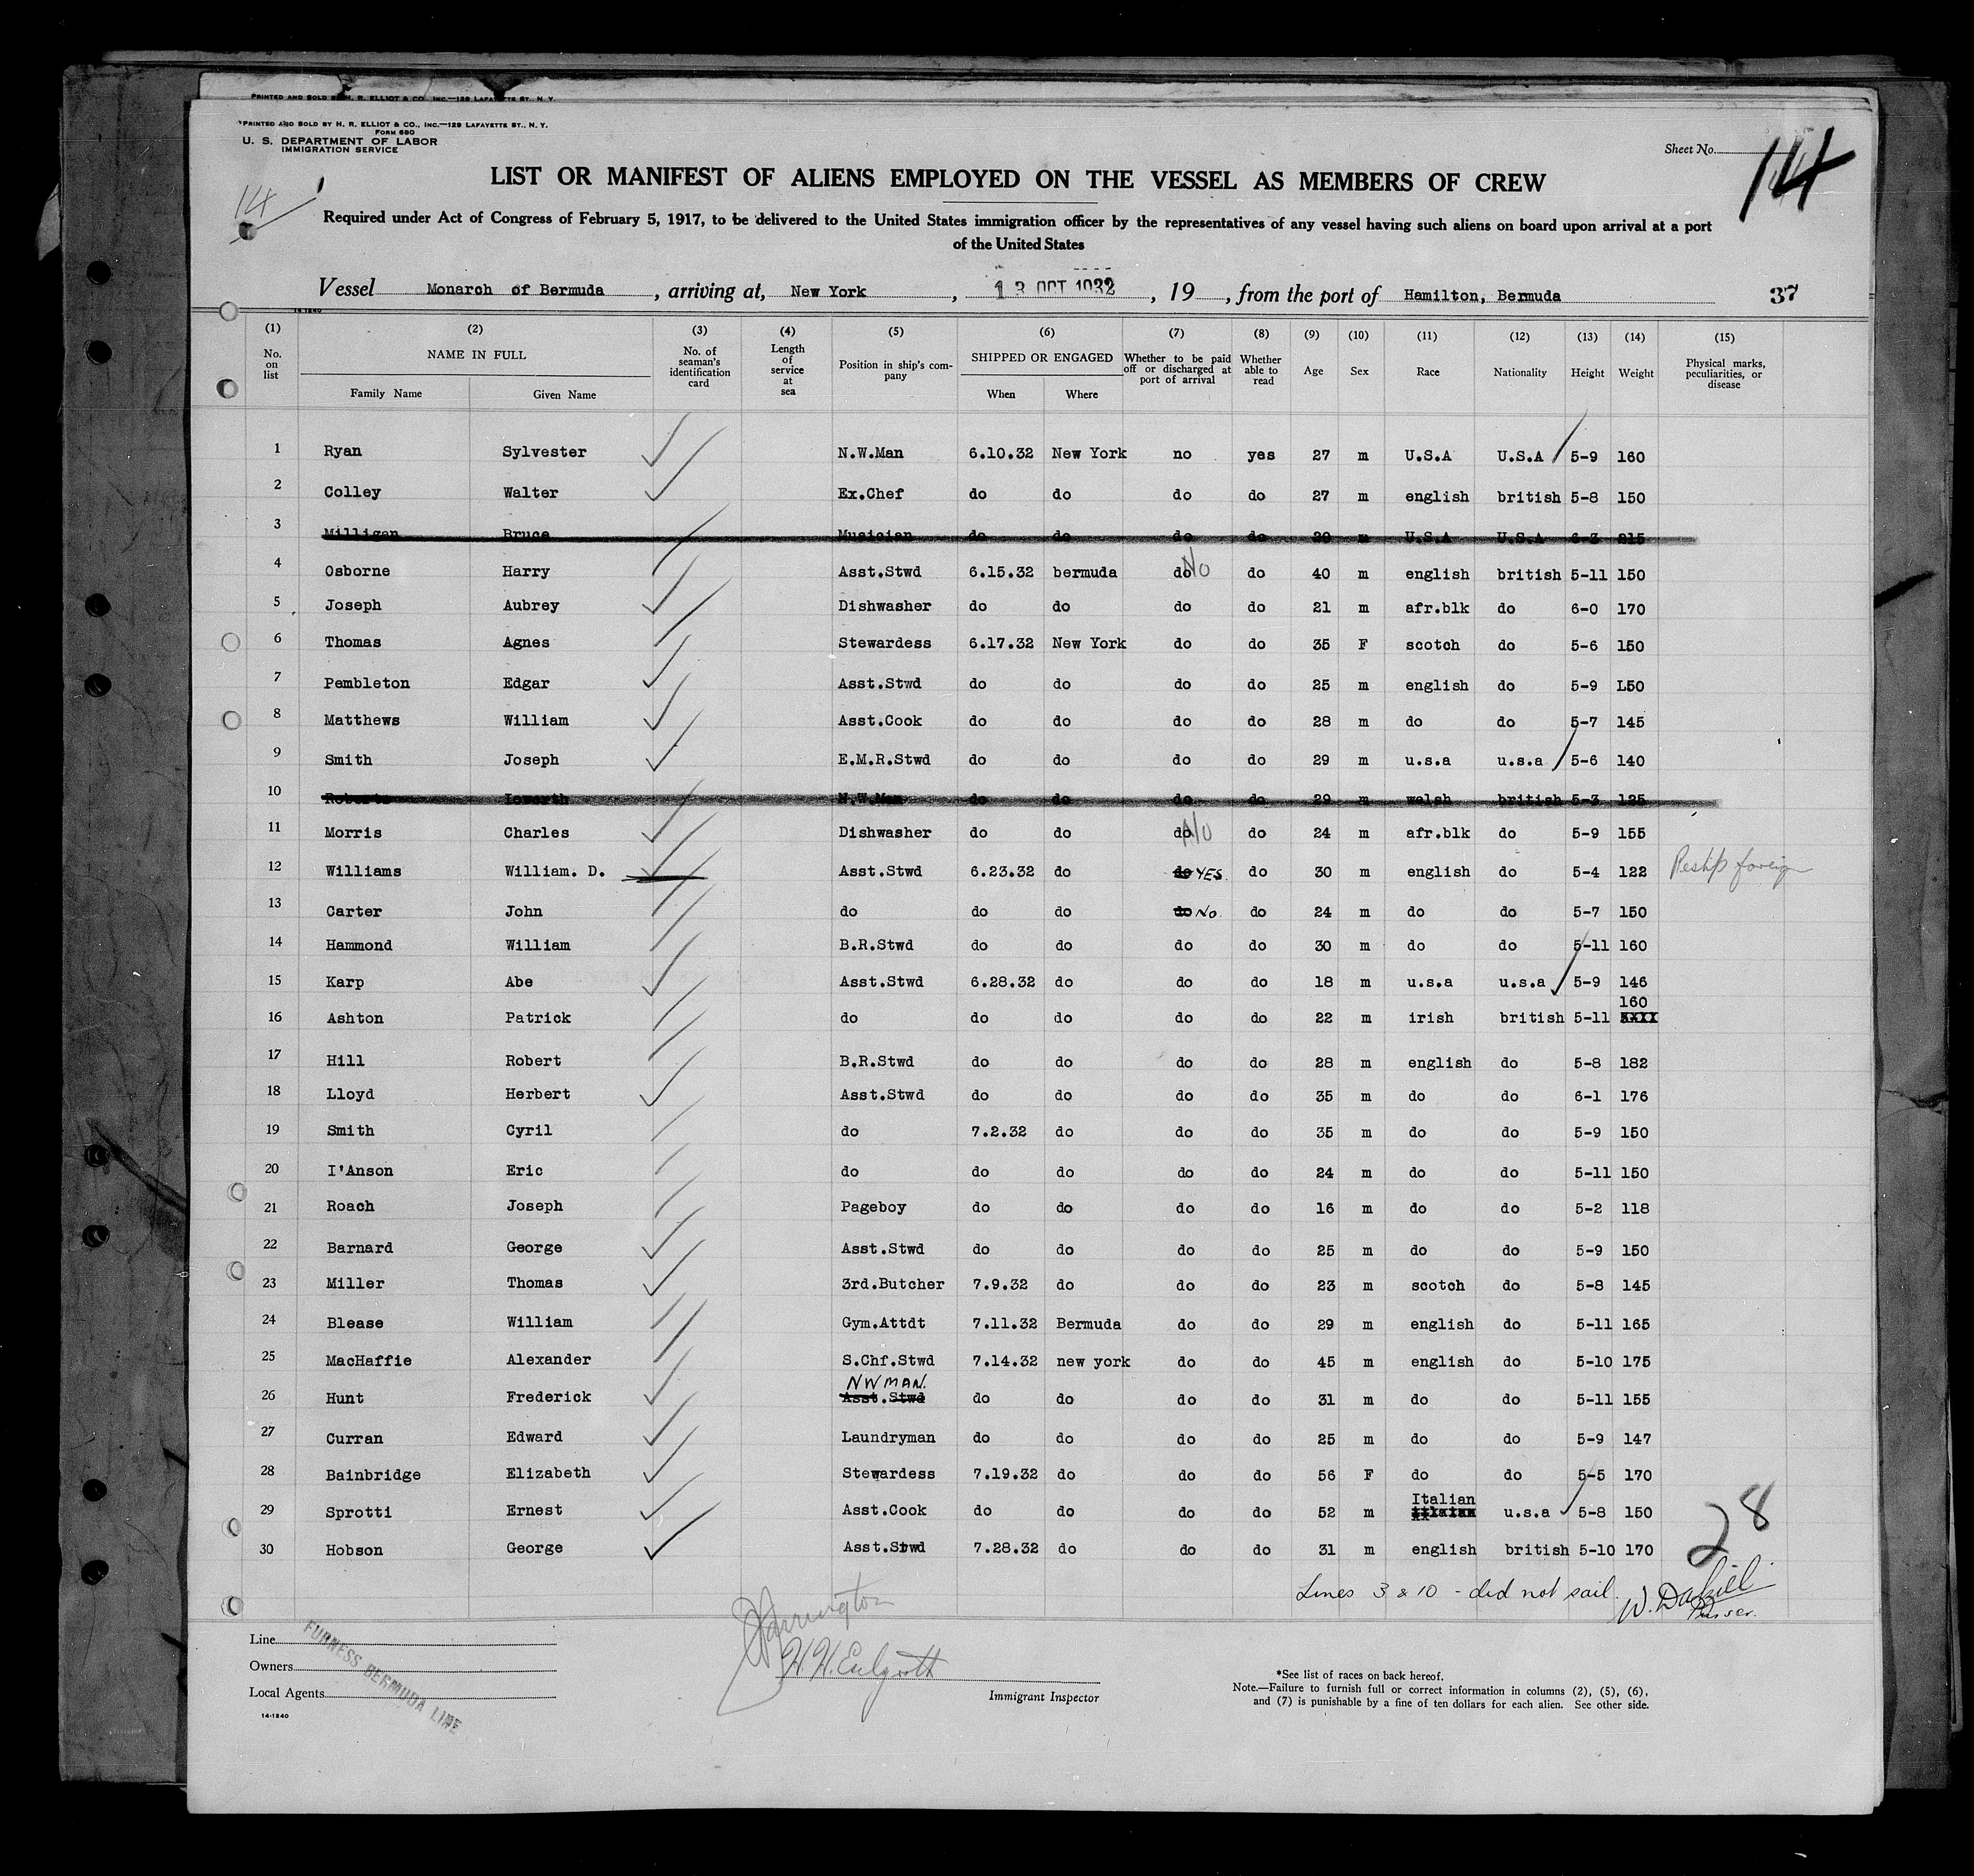 PRINTED AND SOLD BY H. R. ELLIOT & CO., INC.—129 LAFAYETTE ST., N. Y.
PRINTED AND SOLD BY H. R. ELLIOT & CO., INC.—129 LAFAYETTE ST., N. Y.
FORM 680
U. S. DEPARTMENT OF LABOR
IMMIGRATION SERVICE
Sheet No. 14
14
LIST OR MANIFEST OF ALIENS EMPLOYED ON THE VESSEL AS MEMBERS OF CREW
Required under Act of Congress of February 5, 1917, to be delivered to the United States immigration officer by the representatives of any vessel having such aliens on board upon arrival at a port
of the United States
Vessel Monarch of Bermuda, arriving at, New York, 13 OCT 1932, 19, from the port of Hamilton, Bermuda 37
14-1240
(1) (2) (3) (4) (5) (6) (7) (8) (9) (10) (11) (12) (13) (14) (15)
No. on list NAME IN FULL Family Name Given Name No. of seaman's identification card Length of service at sea Position in ship's company SHIPPED OR ENGAGED When Where Whether to be paid off or discharged at port of arrival Whether able to read Age Sex Race Nationality Height Weight Physical marks, peculiarities, or disease
1 Ryan Sylvester N.W.Man 6.10.32 New York no yes 27 m U.S.A U.S.A 5-9 160
2 Colley Walter Ex.Chef do do do do 27 m english british 5-8 150
3 Milligan Bruce Musician do do do do 29 m U.S.A U.S.A 6-3 215
4 Osborne Harry Asst.Stwd 6.15.32 bermuda do No do 40 m english british 5-11 150
5 Joseph Aubrey Dishwasher do do do do 21 m afr.blk do 6-0 170
6 Thomas Agnes Stewardess 6.17.32 New York do do 35 F scotch do 5-6 150
7 Pembleton Edgar Asst.Stwd do do do do 25 m english do 5-9 L50
8 Matthews William Asst.Cook do do do do 28 m do do 5-7 145
9 Smith Joseph E.M.R.Stwd do do do do 29 m u.s.a u.s.a 5-6 140
10 Roberts Iowerth N.W.Man do do do do 29 m welsh british 5-3 125
11 Morris Charles Dishwasher do do do No do 24 m afr.blk do 5-9 155
12 Williams William. D. Asst.Stwd 6.23.32 do do YES. do 30 m english do 5-4 122 Reship foreign
13 Carter John do do do do No. do 24 m do do 5-7 150
14 Hammond William B.R.Stwd do do do do 30 m do do 5-11 160
15 Karp Abe Asst.Stwd 6.28.32 do do do 18 m u.s.a u.s.a 5-9 146
16 Ashton Patrick do do do do do 22 m irish british 5-11 160
17 Hill Robert B.R.Stwd do do do do 28 m english do 5-8 182
18 Lloyd Herbert Asst.Stwd do do do do 35 m do do 6-1 176
19 Smith Cyril do 7.2.32 do do do 35 m do do 5-9 150
20 I'Anson Eric do do do do do 24 m do do 5-11 150
21 Roach Joseph Pageboy do do do do 16 m do do 5-2 118
22 Barnard George Asst.Stwd do do do do 25 m do do 5-9 150
23 Miller Thomas 3rd.Butcher 7.9.32 do do do 23 m scotch do 5-8 145
24 Blease William Gym.Attdt 7.11.32 Bermuda do do 29 m english do 5-11 165
25 MacHaffie Alexander S.Chf.Stwd 7.14.32 new york do do 45 m english do 5-10 175
26 Hunt Frederick NWMAN. Asst.Stwd do do do do 31 m do do 5-11 155
27 Curran Edward Laundryman do do do do 25 m do do 5-9 147
28 Bainbridge Elizabeth Stewardess 7.19.32 do do do 56 F do do 5-5 170
29 Sprotti Ernest Asst.Cook do do do do 52 m Italian u.s.a 5-8 150
30 Hobson George Asst.Stwd 7.28.32 do do do 31 m english british 5-10 170
28
Lines 3 & 10 - did not sail. W. Purser.
Line
Owners
Local Agents
FURNESS BERMUDA LINE
14-1240
Immigrant Inspector
*See list of races on back hereof.
Note.—Failure to furnish full or correct information in columns (2), (5), (6),
and (7) is punishable by a fine of ten dollars for each alien. See other side.